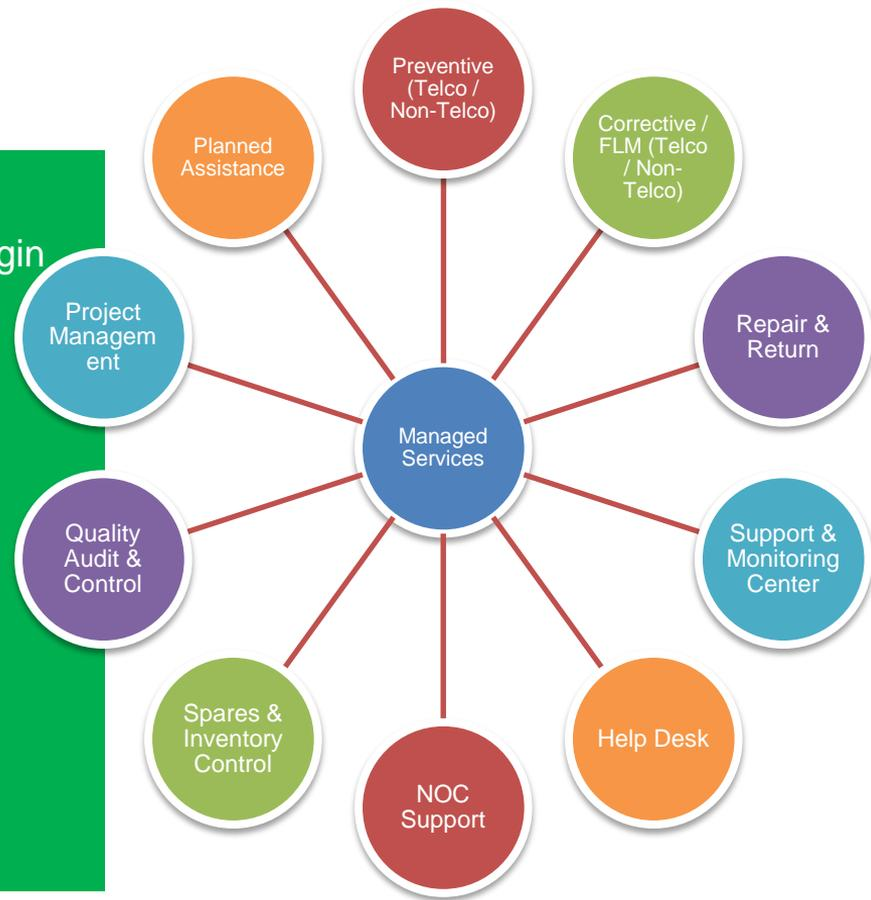 Preventive
(Telco /
Non-Telco)
Corrective /
FLM (Telco
/ Non-
Telco)
Repair &
Return
Support &
Monitoring
Center
Help Desk
NOC
Support
Spares &
Inventory
Control
Quality
Audit &
Control
Project
Managem
ent
Planned
Assistance
Managed
Services
gin